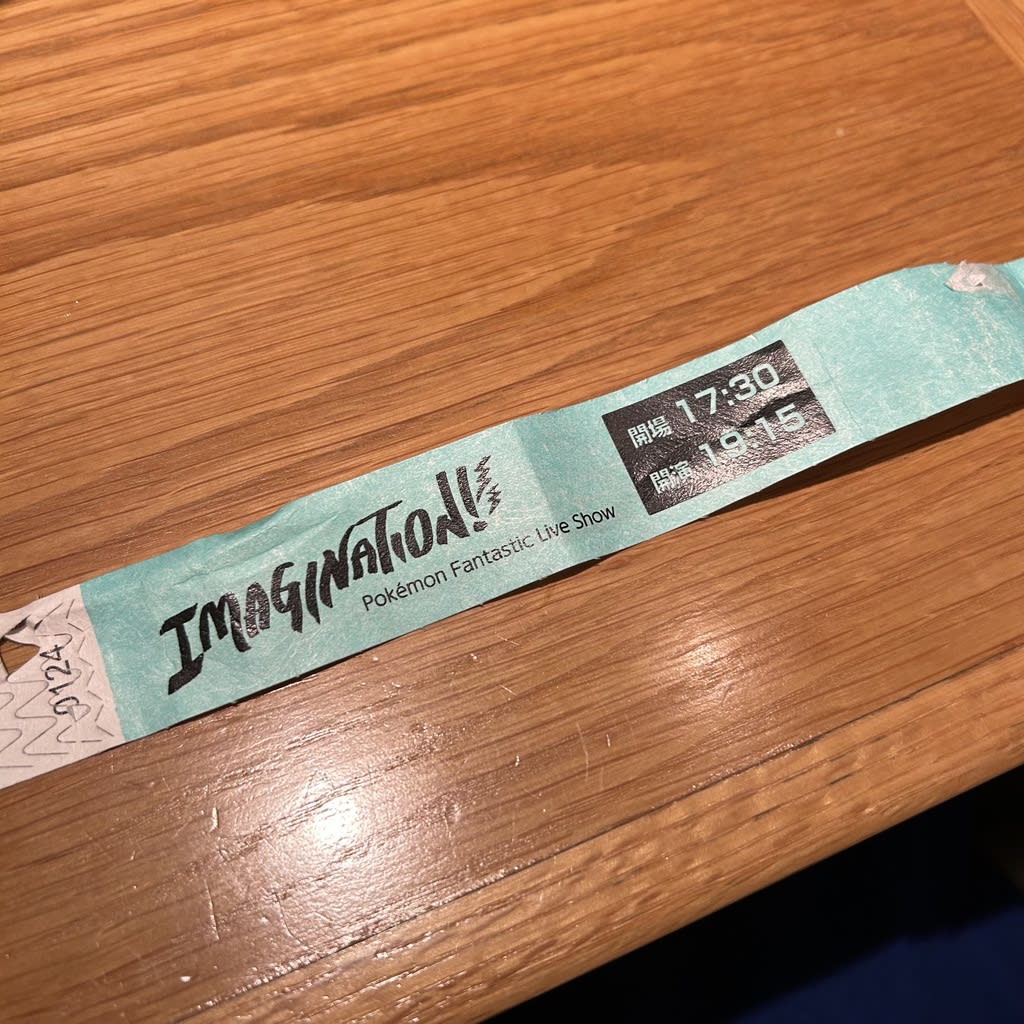 IMAGINATION!!
Pokémon Fantastic Live Show
開場 17:30
開演 19:15
0124